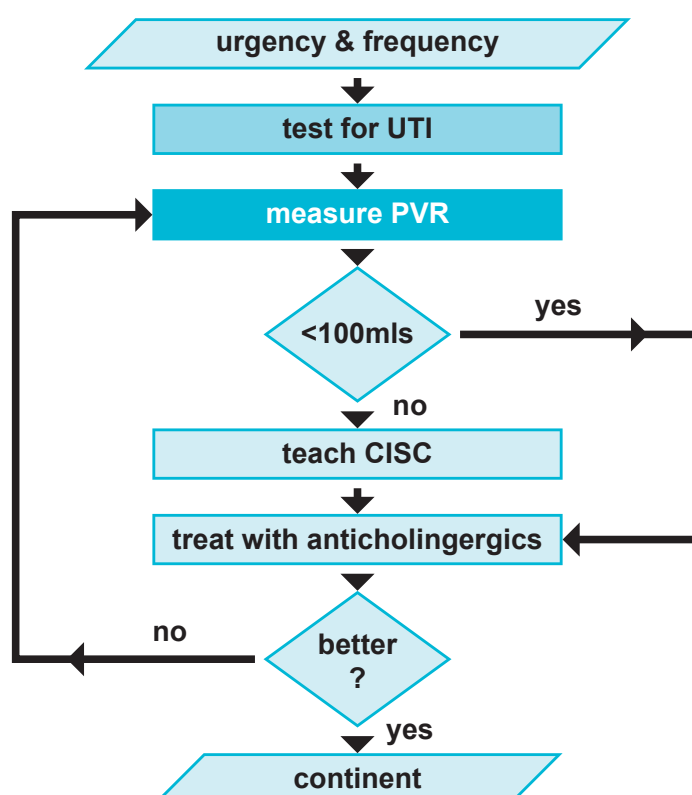 urgency & frequency
test for UTI
measure PVR
<100mls
yes
no
teach CISC
treat with anticholingergics
no
better
?
yes
continent